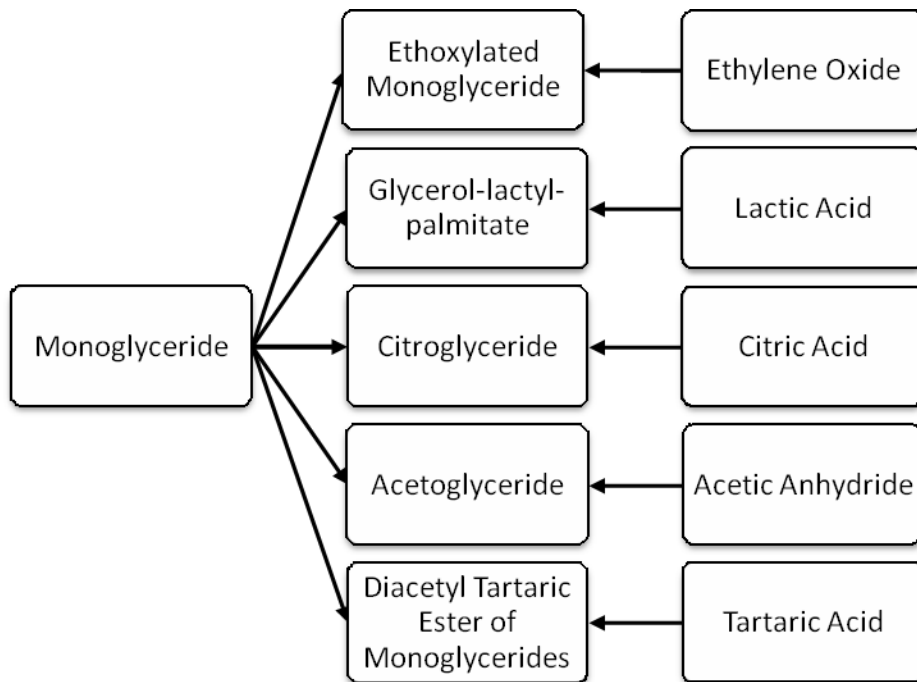 Ethoxylated
Monoglyceride
Ethylene Oxide
Glycerol-lactyl-
palmitate
Lactic Acid
Monoglyceride
Citroglyceride
Citric Acid
Acetoglyceride
Acetic Anhydride
Diacetyl Tartaric
Ester of
Monoglycerides
Tartaric Acid